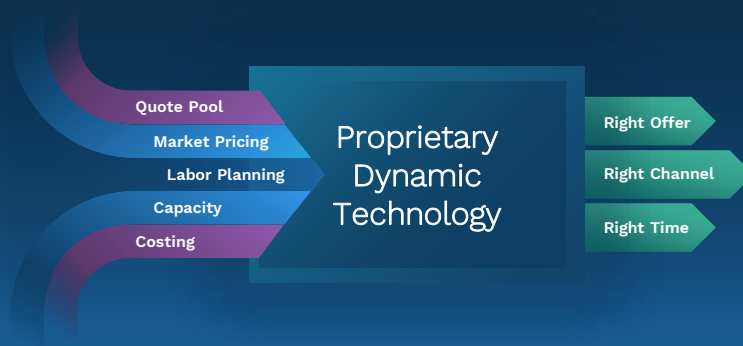 Quote Pool
Market Pricing
Labor Planning
Capacity
Costing
Proprietary
Dynamic
Technology
Right Offer
Right Channel
Right Time